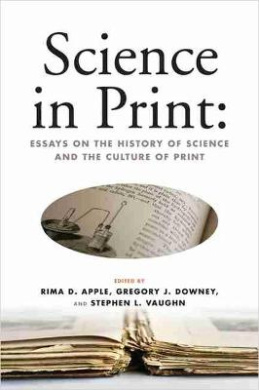 Science
in Print:
ESSAYS ON THE HISTORY OF SCIENCE
AND THE CULTURE OF PRINT
EDITED BY
RIMA D. APPLE, GREGORY J. DOWNEY,
AND STEPHEN L. VAUGHN